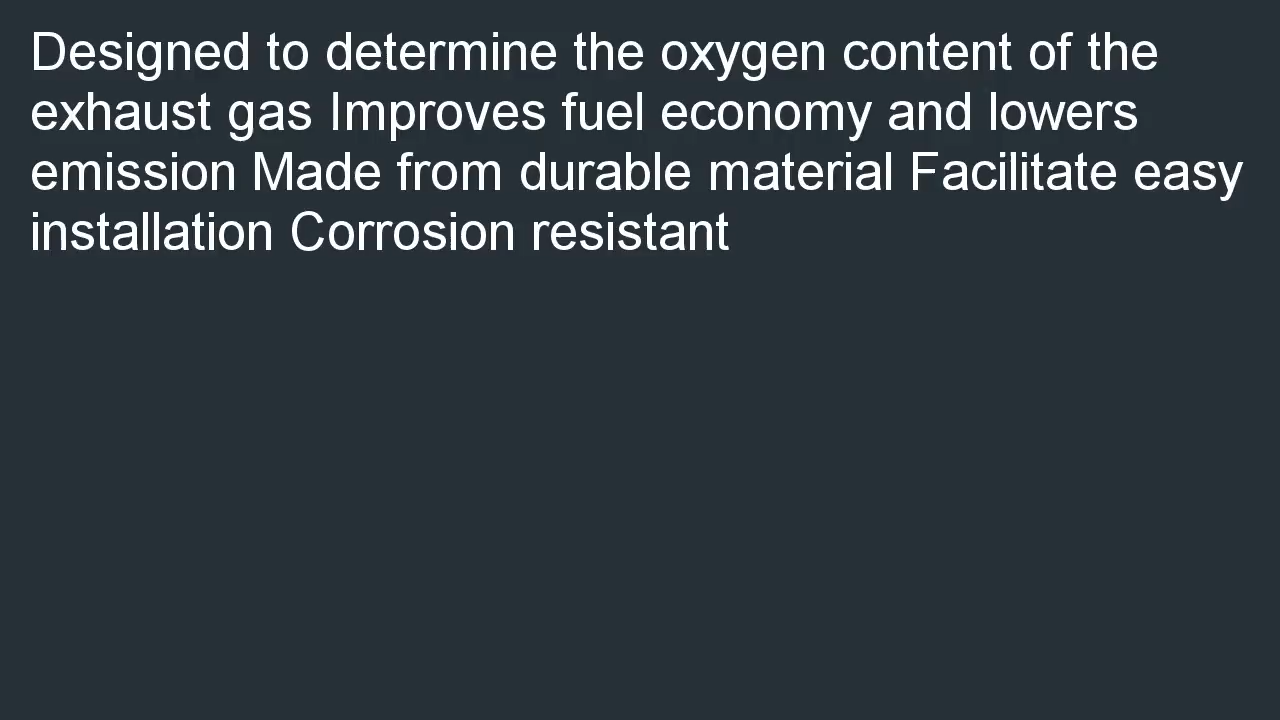 Designed to determine the oxygen content of the
exhaust gas Improves fuel economy and lowers
emission Made from durable material Facilitate easy
installation Corrosion resistant